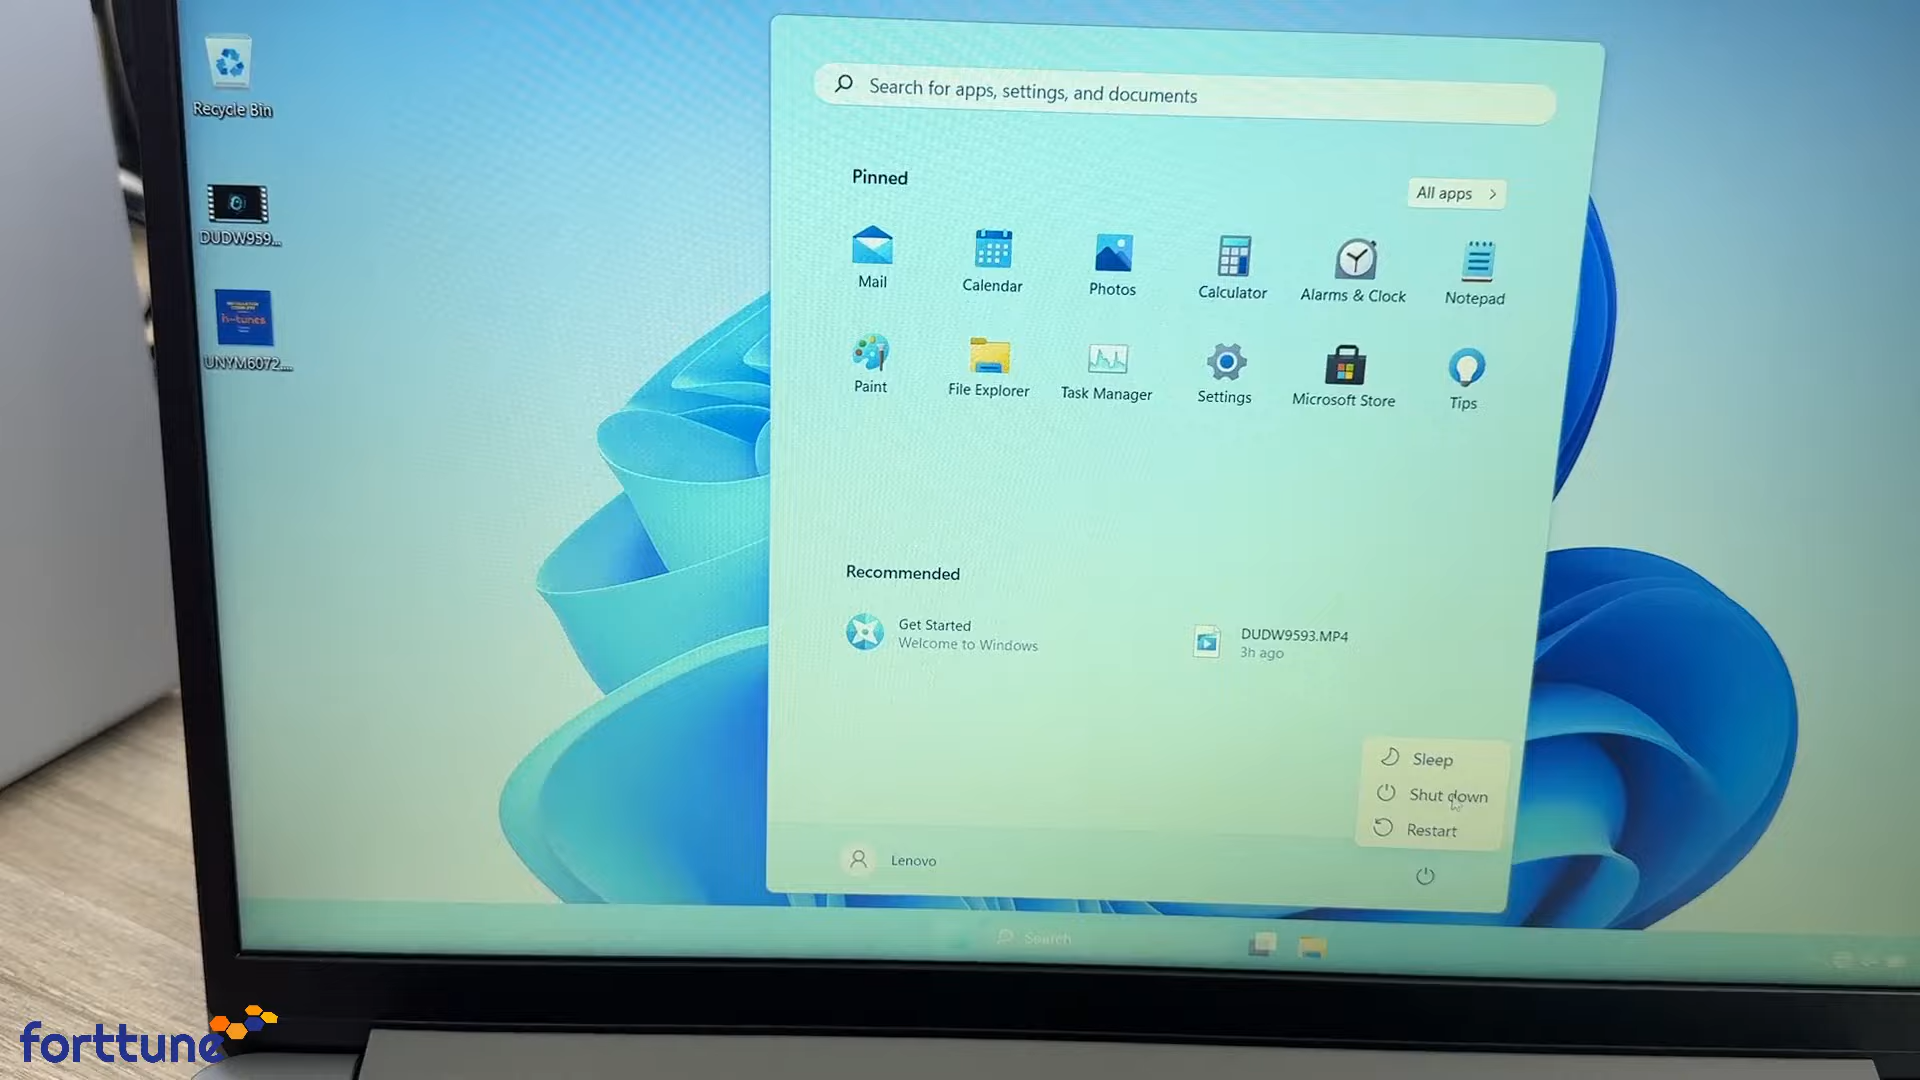 Recycle Bin
DUDW959...
h-tunes
UNYM6072....
Search for apps, settings, and documents
Pinned
All apps
Mail
Calendar
Photos
Calculator
Alarms & Clock
Notepad
Paint
File Explorer
Task Manager
Settings
Microsoft Store
Tips
Recommended
Get Started
Welcome to Windows
DUDW9593.MP4
3h ago
Sleep
Shut down
Restart
Lenovo
Search
forttune